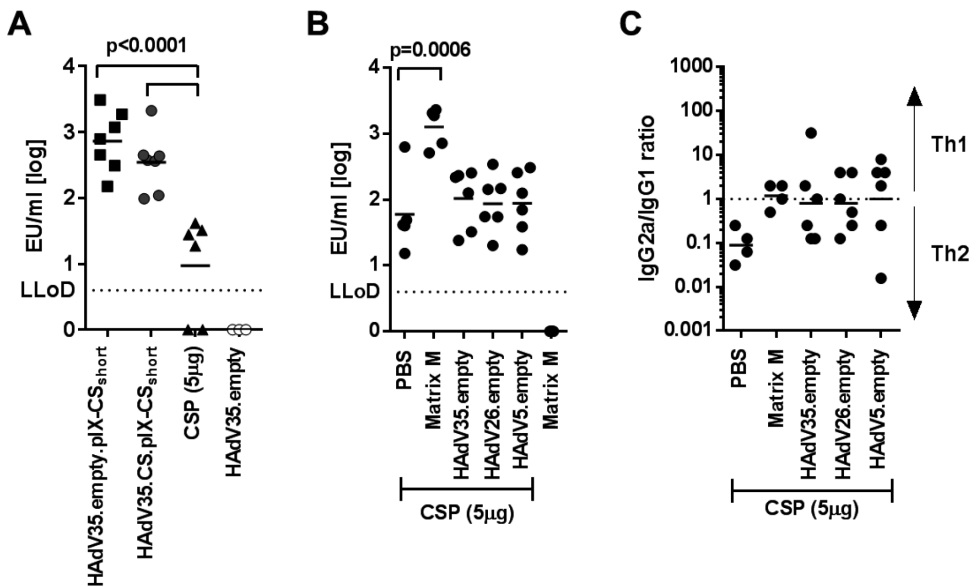 A
p<0.0001
EU/ml [log]
4
3
2
1
LLoD
0
HAdV35.empty.pIX-CSshort
HAdV35.CS.pIX-CSshort
CSP (5µg)
HAdV35.empty
B
p=0.0006
EU/ml [log]
4
3
2
1
LLoD
0
PBS
Matrix M
HAdV35.empty
HAdV26.empty
HAdV5.empty
Matrix M
CSP (5µg)
C
IgG2a/IgG1 ratio
1000
100
10
1
0.1
0.01
0.001
Th1
Th2
PBS
Matrix M
HAdV35.empty
HAdV26.empty
HAdV5.empty
CSP (5µg)